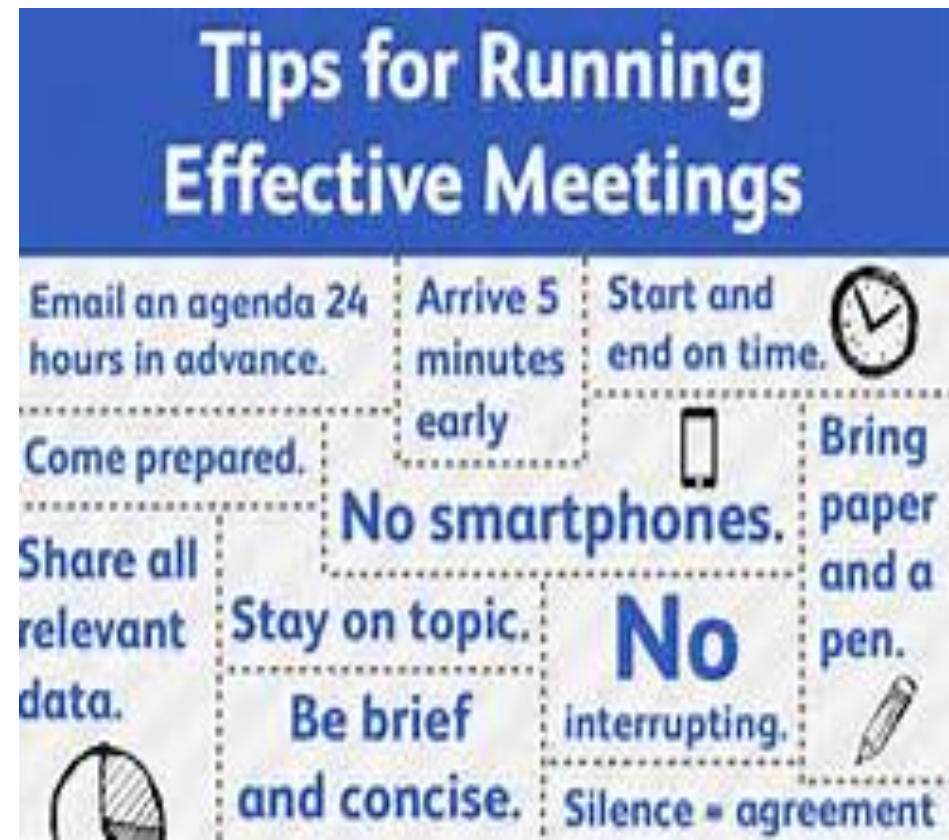 Tips for Running
Effective Meetings
Email an agenda 24
hours in advance.
Arrive 5
minutes
early
Start and
end on time.
Come prepared.
No smartphones.
Bring
paper
and a
pen.
Share all
relevant
data.
Stay on topic.
No
interrupting.
Be brief
and concise.
Silence = agreement